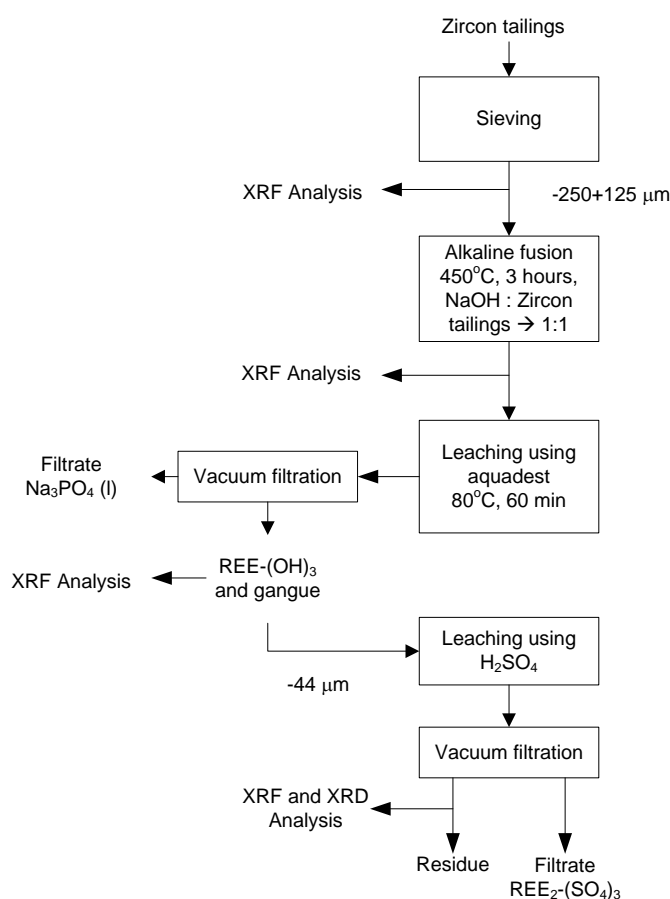 Zircon tailings
Sieving
XRF Analysis
-250+125 μm
Alkaline fusion
450°C, 3 hours,
NaOH : Zircon
tailings → 1:1
XRF Analysis
Leaching using
aquadest
80°C, 60 min
Vacuum filtration
Filtrate
Na₃PO₄ (l)
REE-(OH)₃
and gangue
XRF Analysis
-44 μm
Leaching using
H₂SO₄
Vacuum filtration
XRF and XRD
Analysis
Residue
Filtrate
REE₂-(SO₄)₃